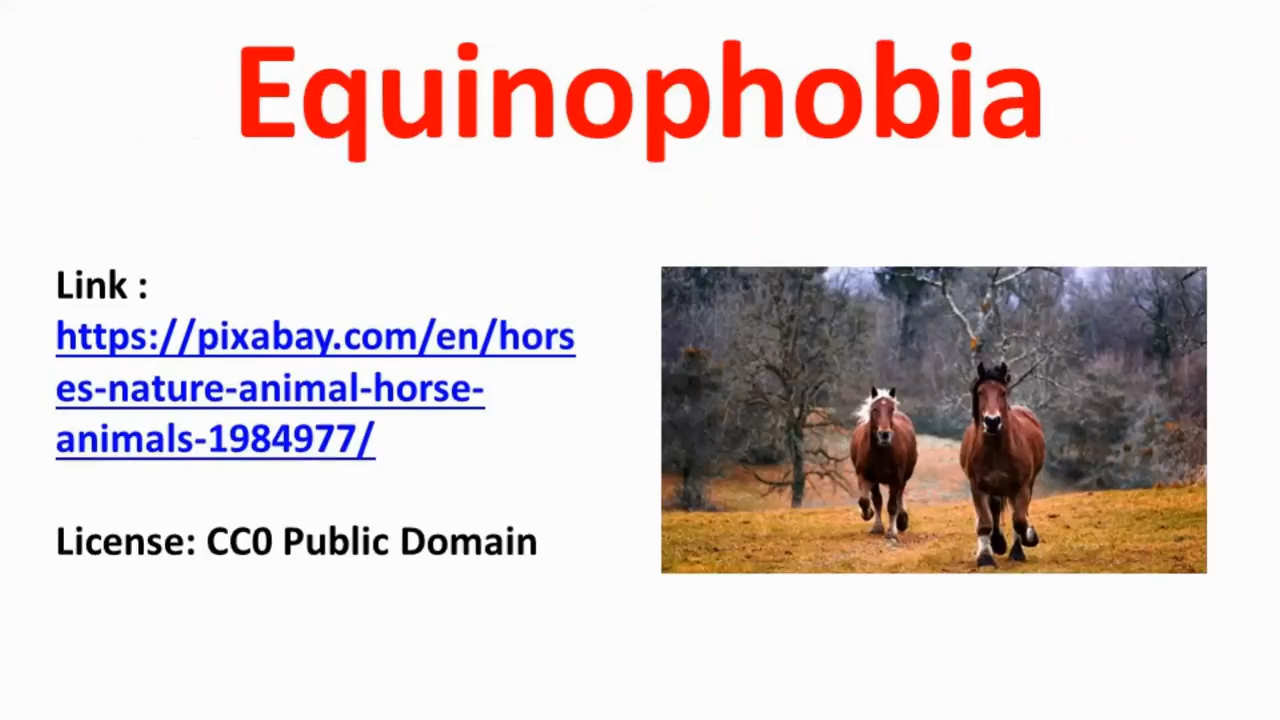 Equinophobia
Link :
https://pixabay.com/en/hors
es-nature-animal-horse-
animals-1984977/
License: CC0 Public Domain